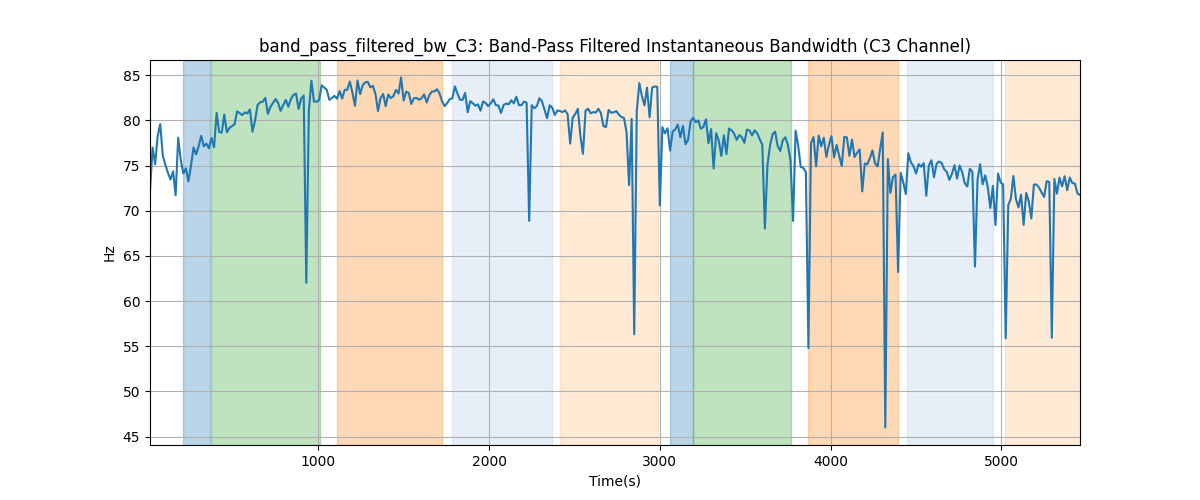 band_pass_filtered_bw_C3: Band-Pass Filtered Instantaneous Bandwidth (C3 Channel)
Hz
85
80
75
70
65
60
55
50
45
1000 2000 3000 4000 5000
Time(s)